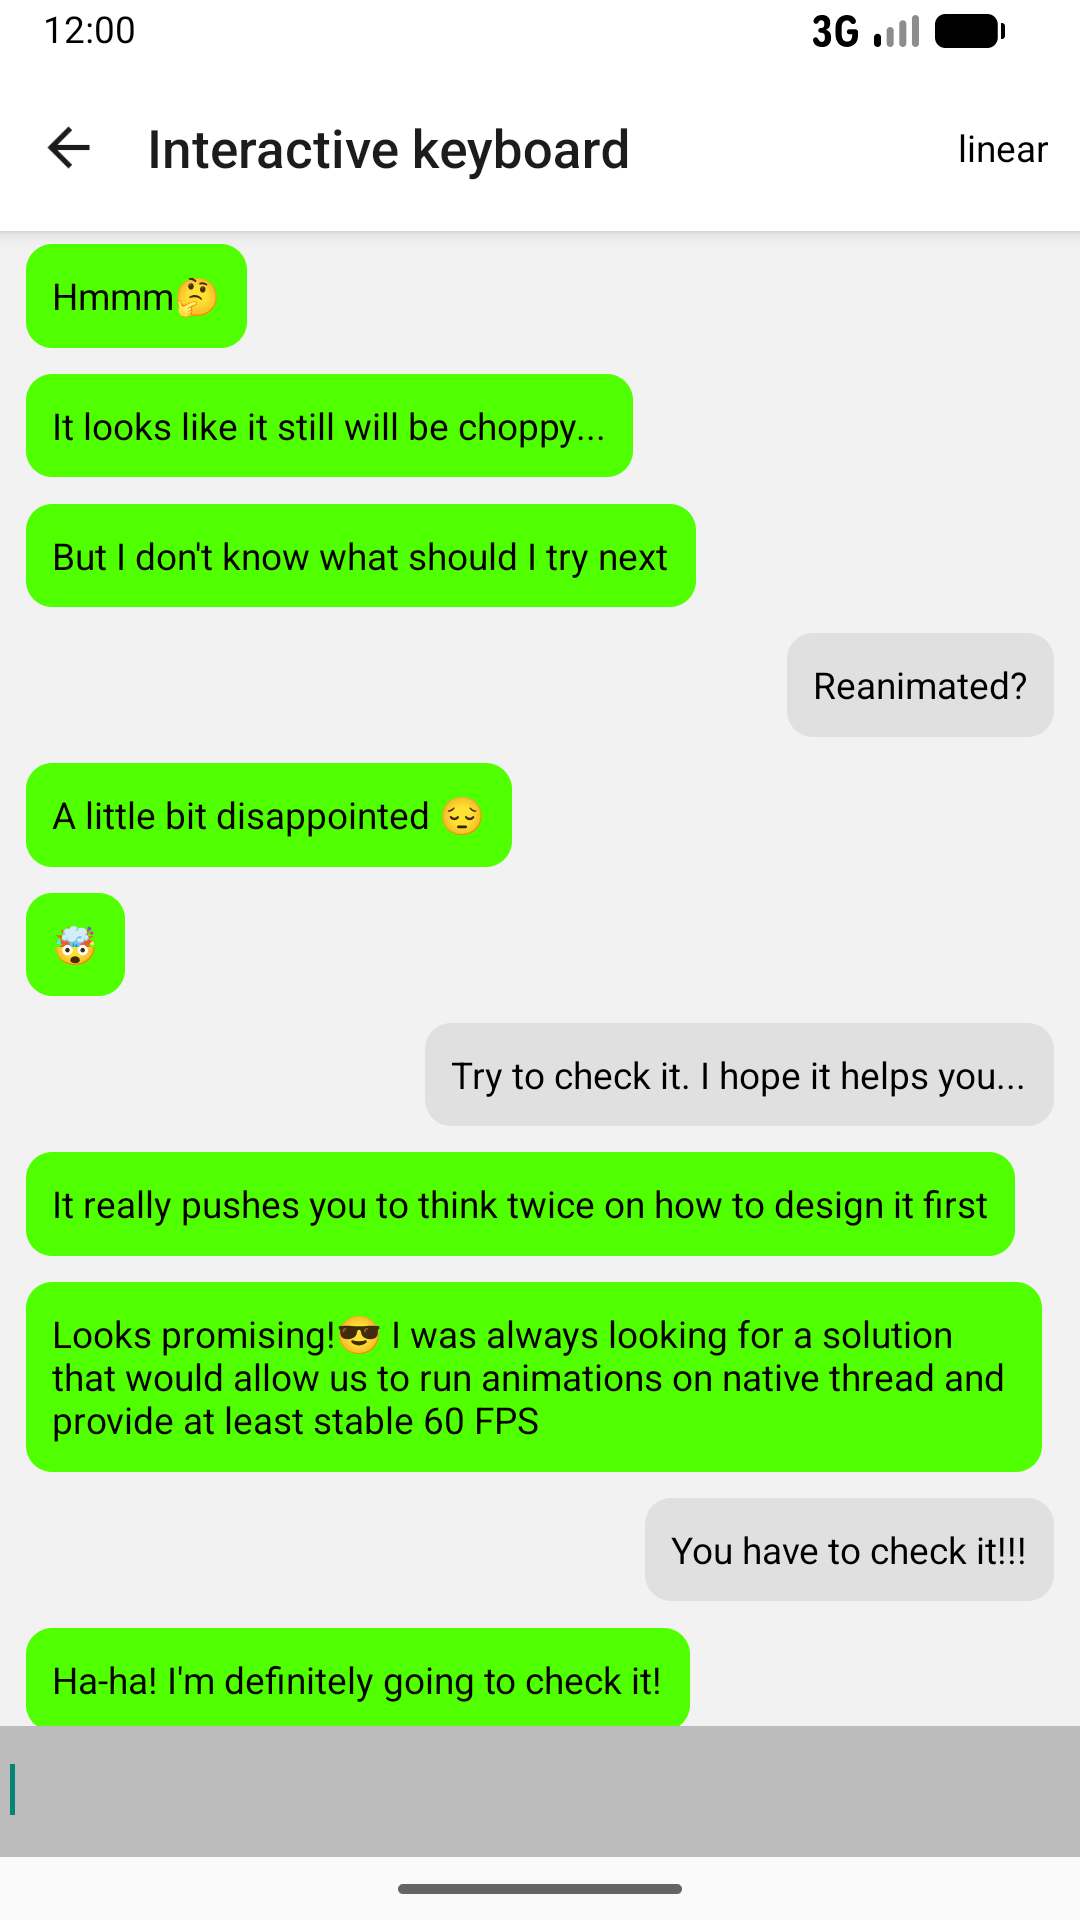 12:00
3G
Interactive keyboard
linear
Hmmm🤔
It looks like it still will be choppy...
But I don't know what should I try next
Reanimated?
A little bit disappointed 😔
🤯
Try to check it. I hope it helps you...
It really pushes you to think twice on how to design it first
Looks promising!😎 I was always looking for a solution
that would allow us to run animations on native thread and
provide at least stable 60 FPS
You have to check it!!!
Ha-ha! I'm definitely going to check it!